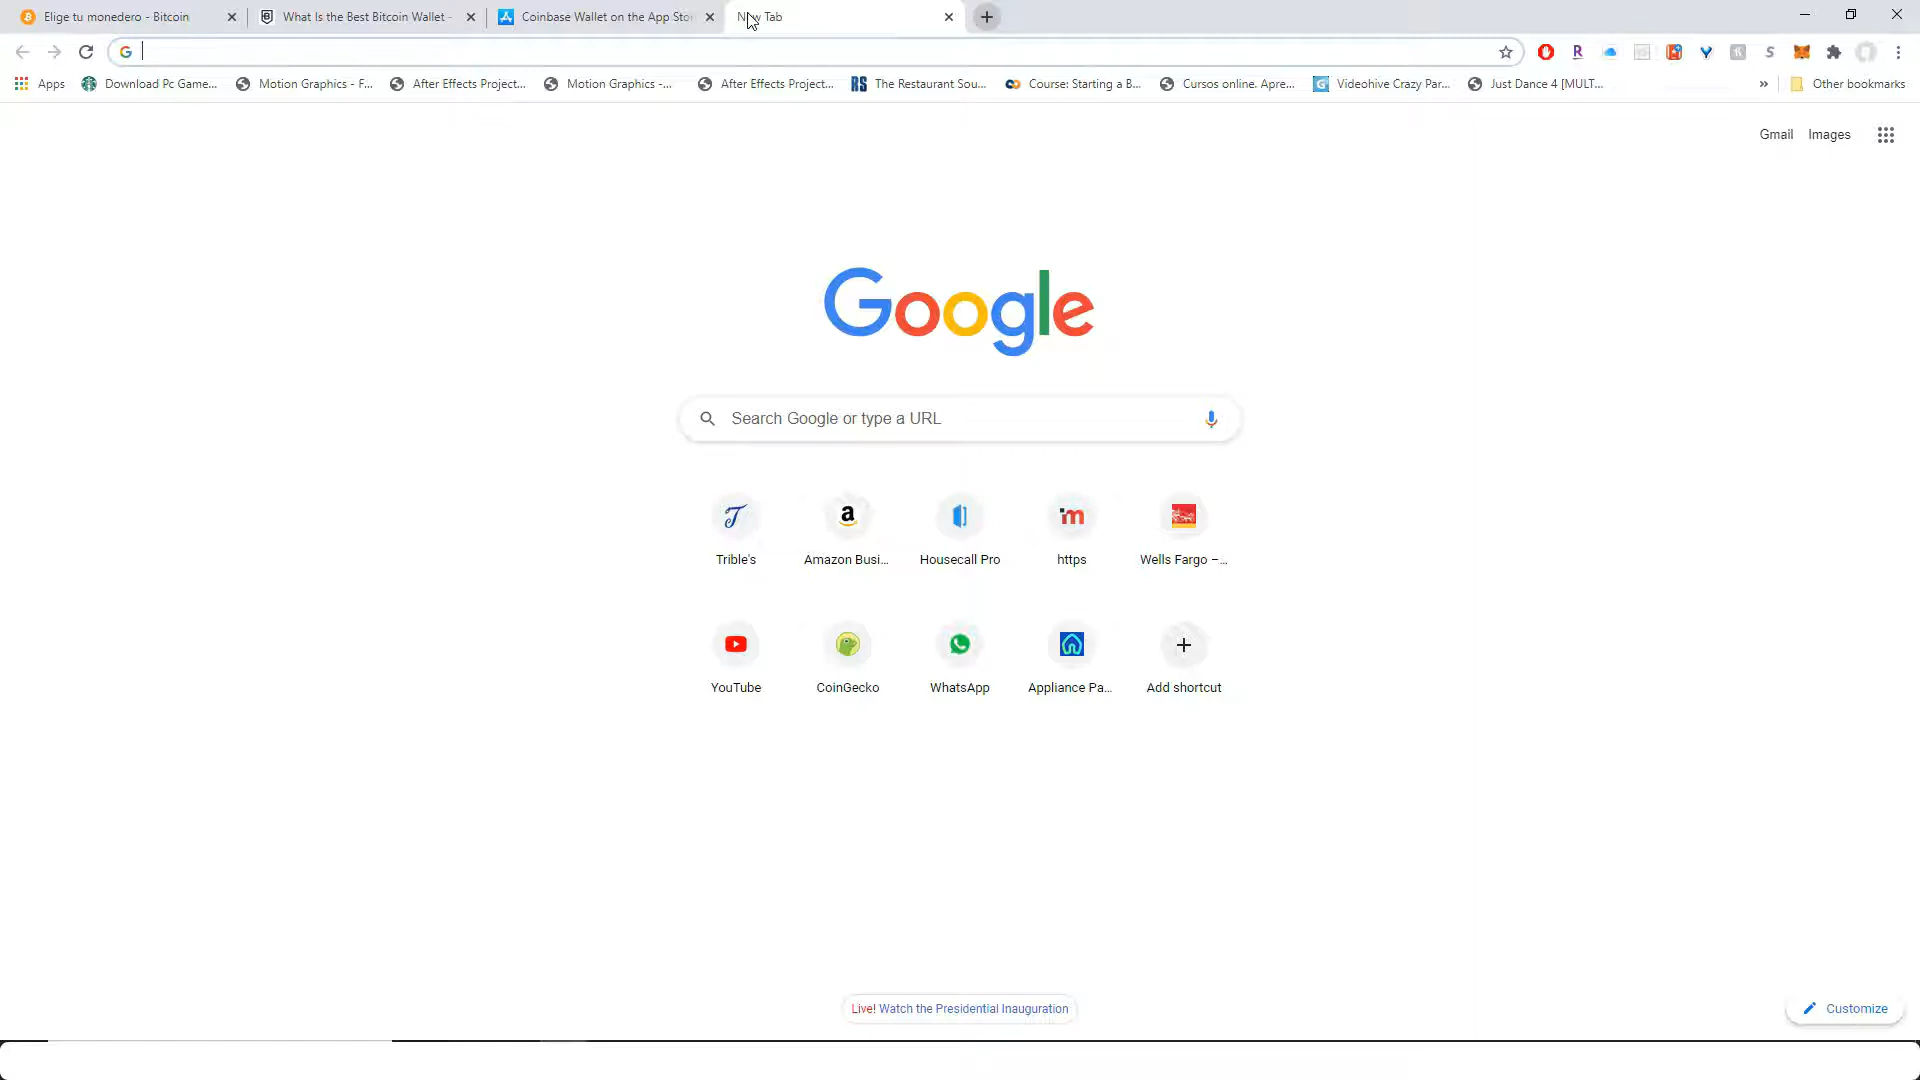 Elige tu monedero - Bitcoin
What Is the Best Bitcoin Wallet -
Coinbase Wallet on the App Sto
Tab
Apps
Download Pc Game...
Motion Graphics - F...
After Effects Project...
Motion Graphics -...
After Effects Project...
RS
The Restaurant Sou...
Course: Starting a B...
Cursos online. Apre...
Videohive Crazy Par...
Just Dance 4 [MULT...
»
Other bookmarks
Gmail
Images
Google
Search Google or type a URL
Trible's
Amazon Busi...
Housecall Pro
https
Wells Fargo –...
YouTube
CoinGecko
WhatsApp
Appliance Pa...
Add shortcut
Live! Watch the Presidential Inauguration
Customize